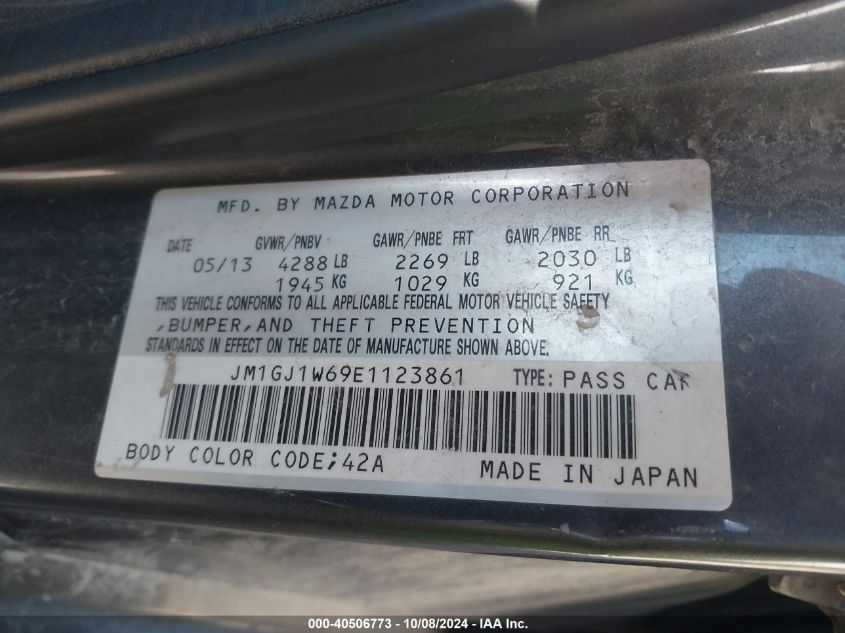 MFD. BY MAZDA MOTOR CORPORATION
DATE GVWR/PNBV GAWR/PNBE FRT GAWR/PNBE RR
05/13 4288 LB 2269 LB 2030 LB
1945 KG 1029 KG 921 KG
THIS VEHICLE CONFORMS TO ALL APPLICABLE FEDERAL MOTOR VEHICLE SAFETY
,BUMPER,AND THEFT PREVENTION
STANDARDS IN EFFECT ON THE DATE OF MANUFACTURE SHOWN ABOVE.
JM1GJ1W69E1123861 TYPE: PASS CAR
BODY COLOR CODE;42A MADE IN JAPAN
000-40506773 - 10/08/2024 - IAA Inc.